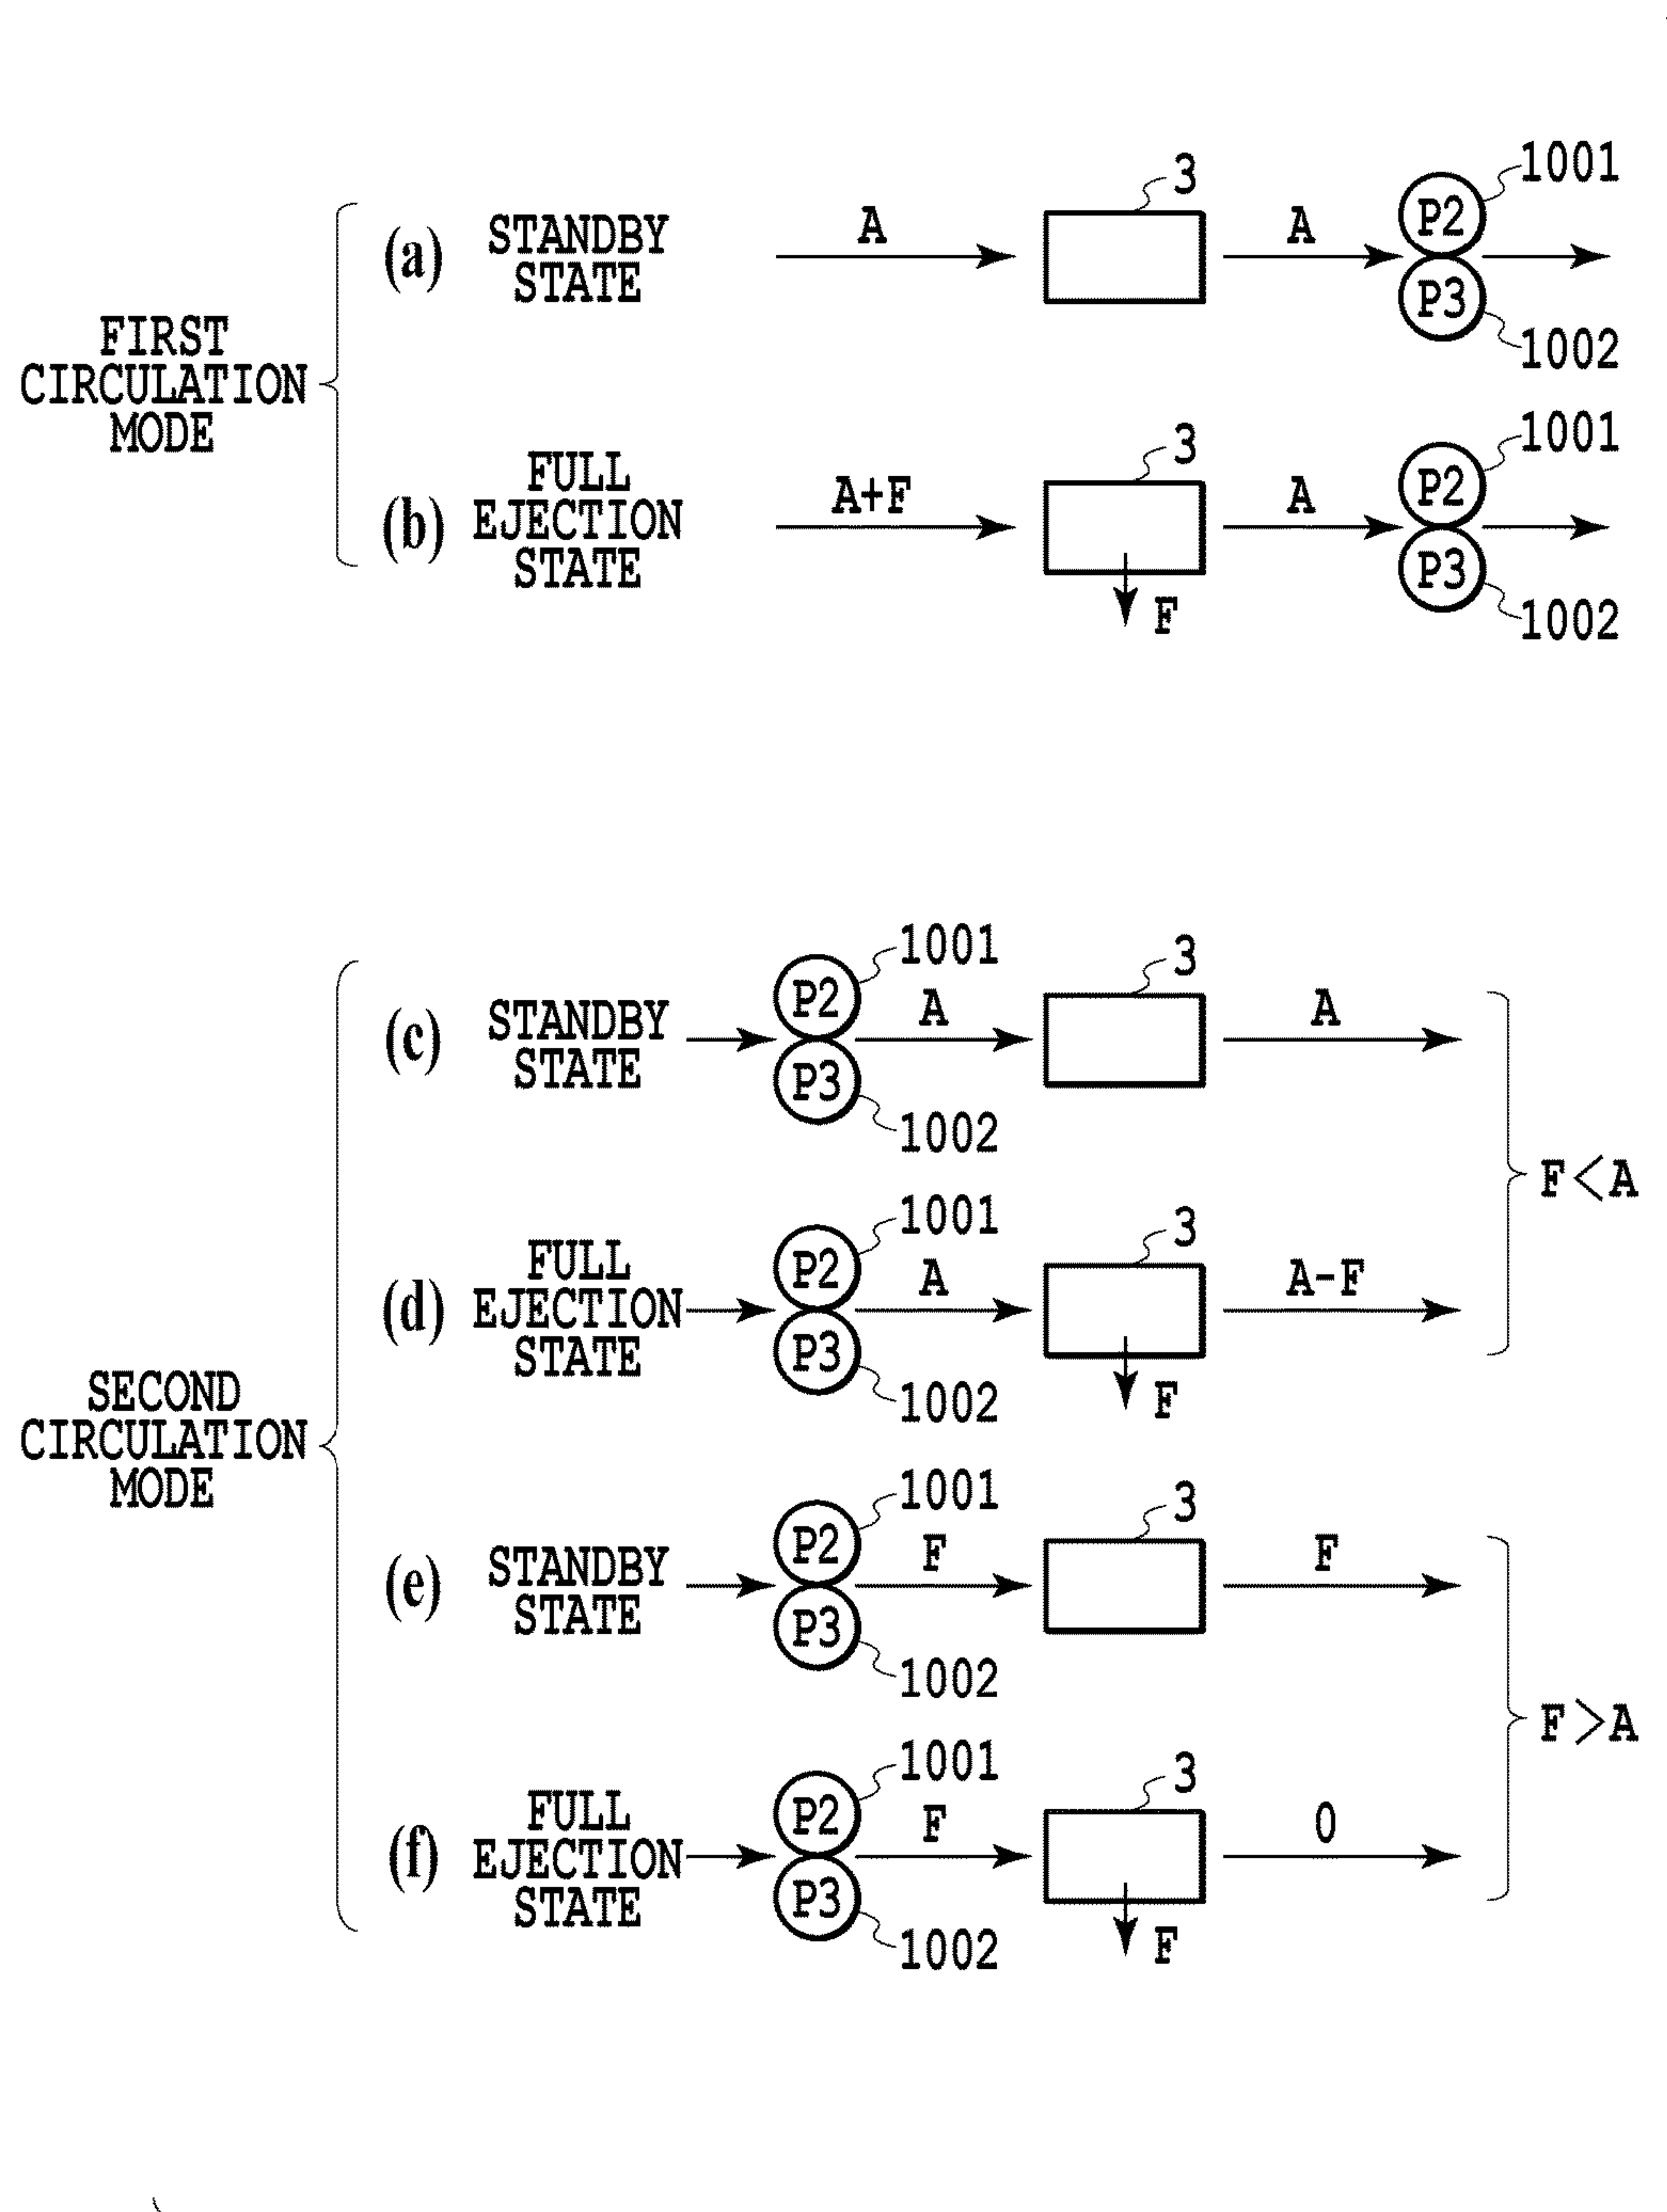 FIRST
CIRCULATION
MODE
(a)
STANDBY
STATE
A
3
A
P2
P3
1001
1002
(b)
FULL
EJECTION
STATE
A+F
3
F
A
P2
P3
1001
1002
SECOND
CIRCULATION
MODE
(c)
STANDBY
STATE
P2
P3
1001
1002
A
3
A
(d)
FULL
EJECTION
STATE
P2
P3
1001
1002
A
3
F
A-F
F<A
(e)
STANDBY
STATE
P2
P3
1001
1002
F
3
F
(f)
FULL
EJECTION
STATE
P2
P3
1001
1002
F
3
F
0
F>A